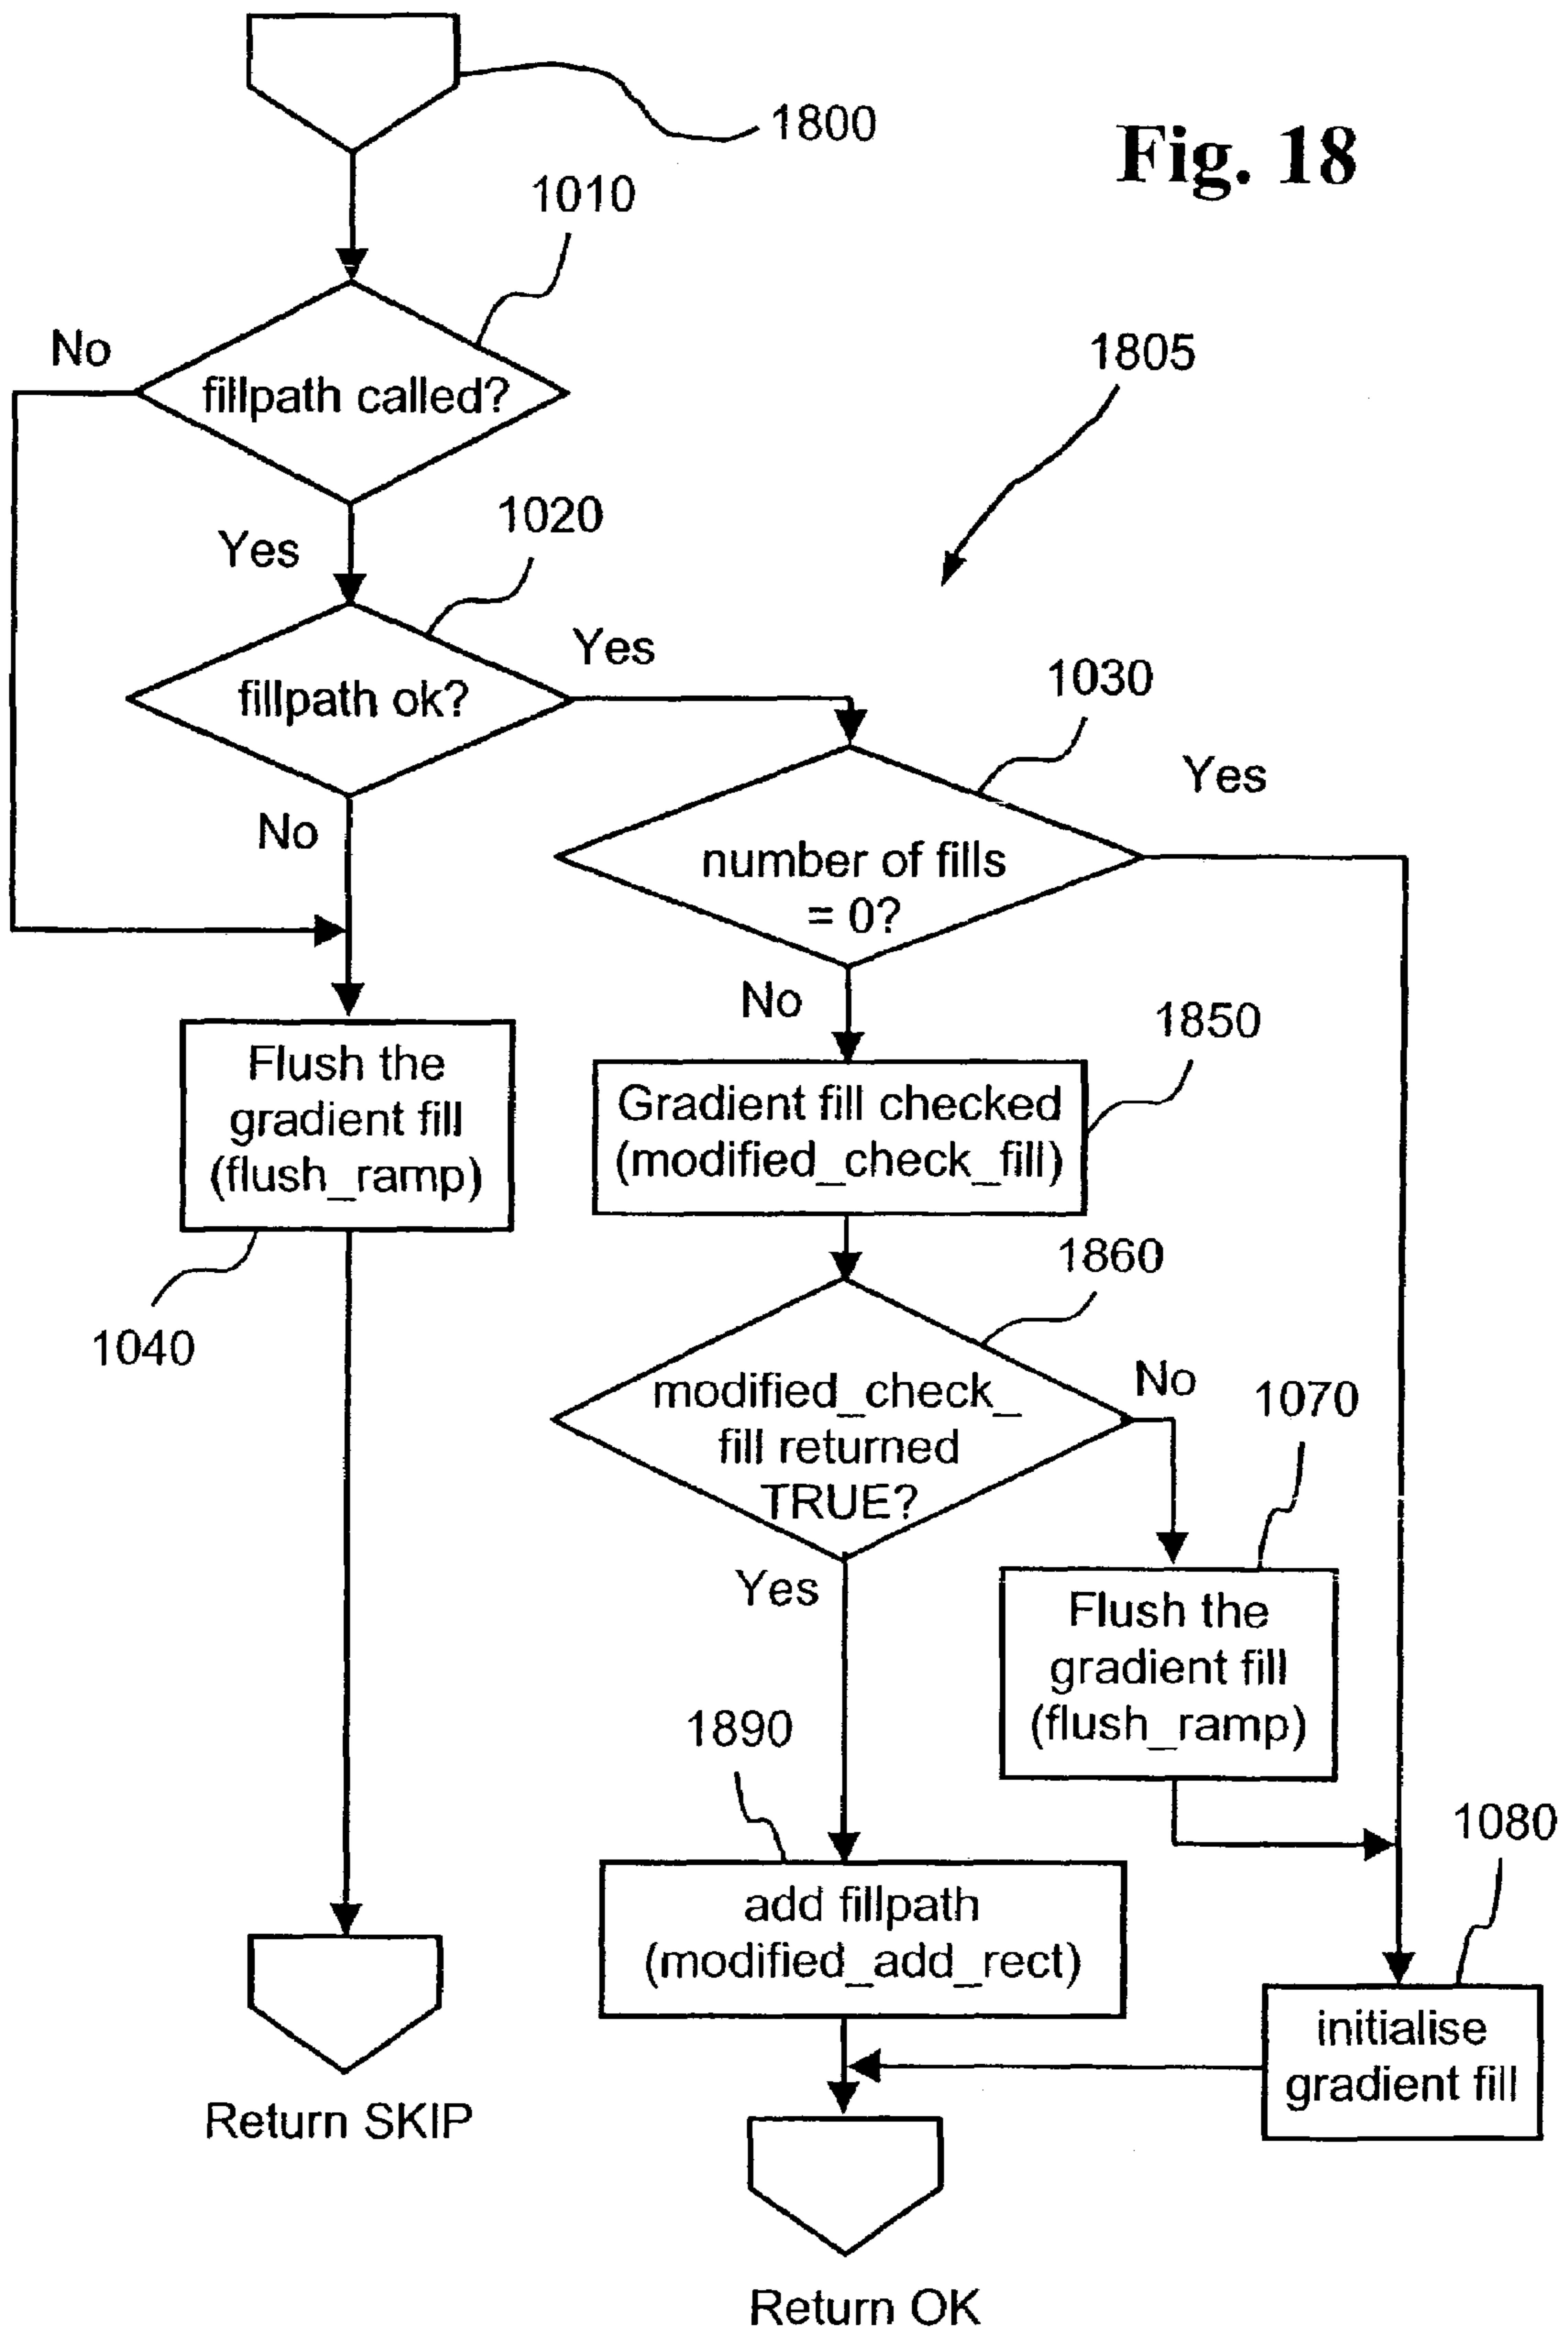 1800
Fig. 18
1010
No
fillpath called?
1805
Yes
1020
fillpath ok?
Yes
1030
Yes
No
number of fills
= 0?
No
1850
Flush the
gradient fill
(flush_ramp)
Gradient fill checked
(modified_check_fill)
1040
1860
modified_check_
fill returned
TRUE?
No
1070
Yes
Flush the
gradient fill
(flush_ramp)
1890
1080
add fillpath
(modified_add_rect)
initialise
gradient fill
Return SKIP
Return OK